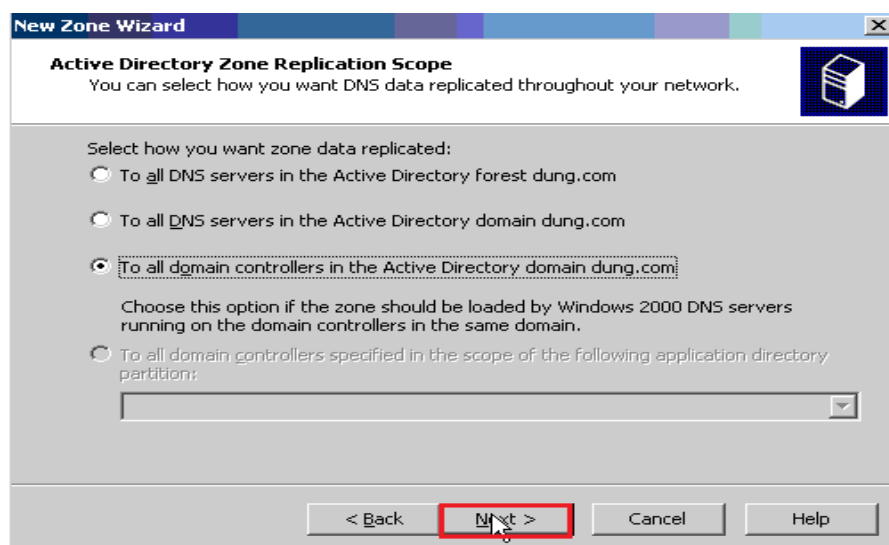 New Zone Wizard
Active Directory Zone Replication Scope
You can select how you want DNS data replicated throughout your network.
Select how you want zone data replicated:
To all DNS servers in the Active Directory forest dung.com
To all DNS servers in the Active Directory domain dung.com
To all domain controllers in the Active Directory domain dung.com
Choose this option if the zone should be loaded by Windows 2000 DNS servers
running on the domain controllers in the same domain.
To all domain controllers specified in the scope of the following application directory
partition:
< Back Next > Cancel Help